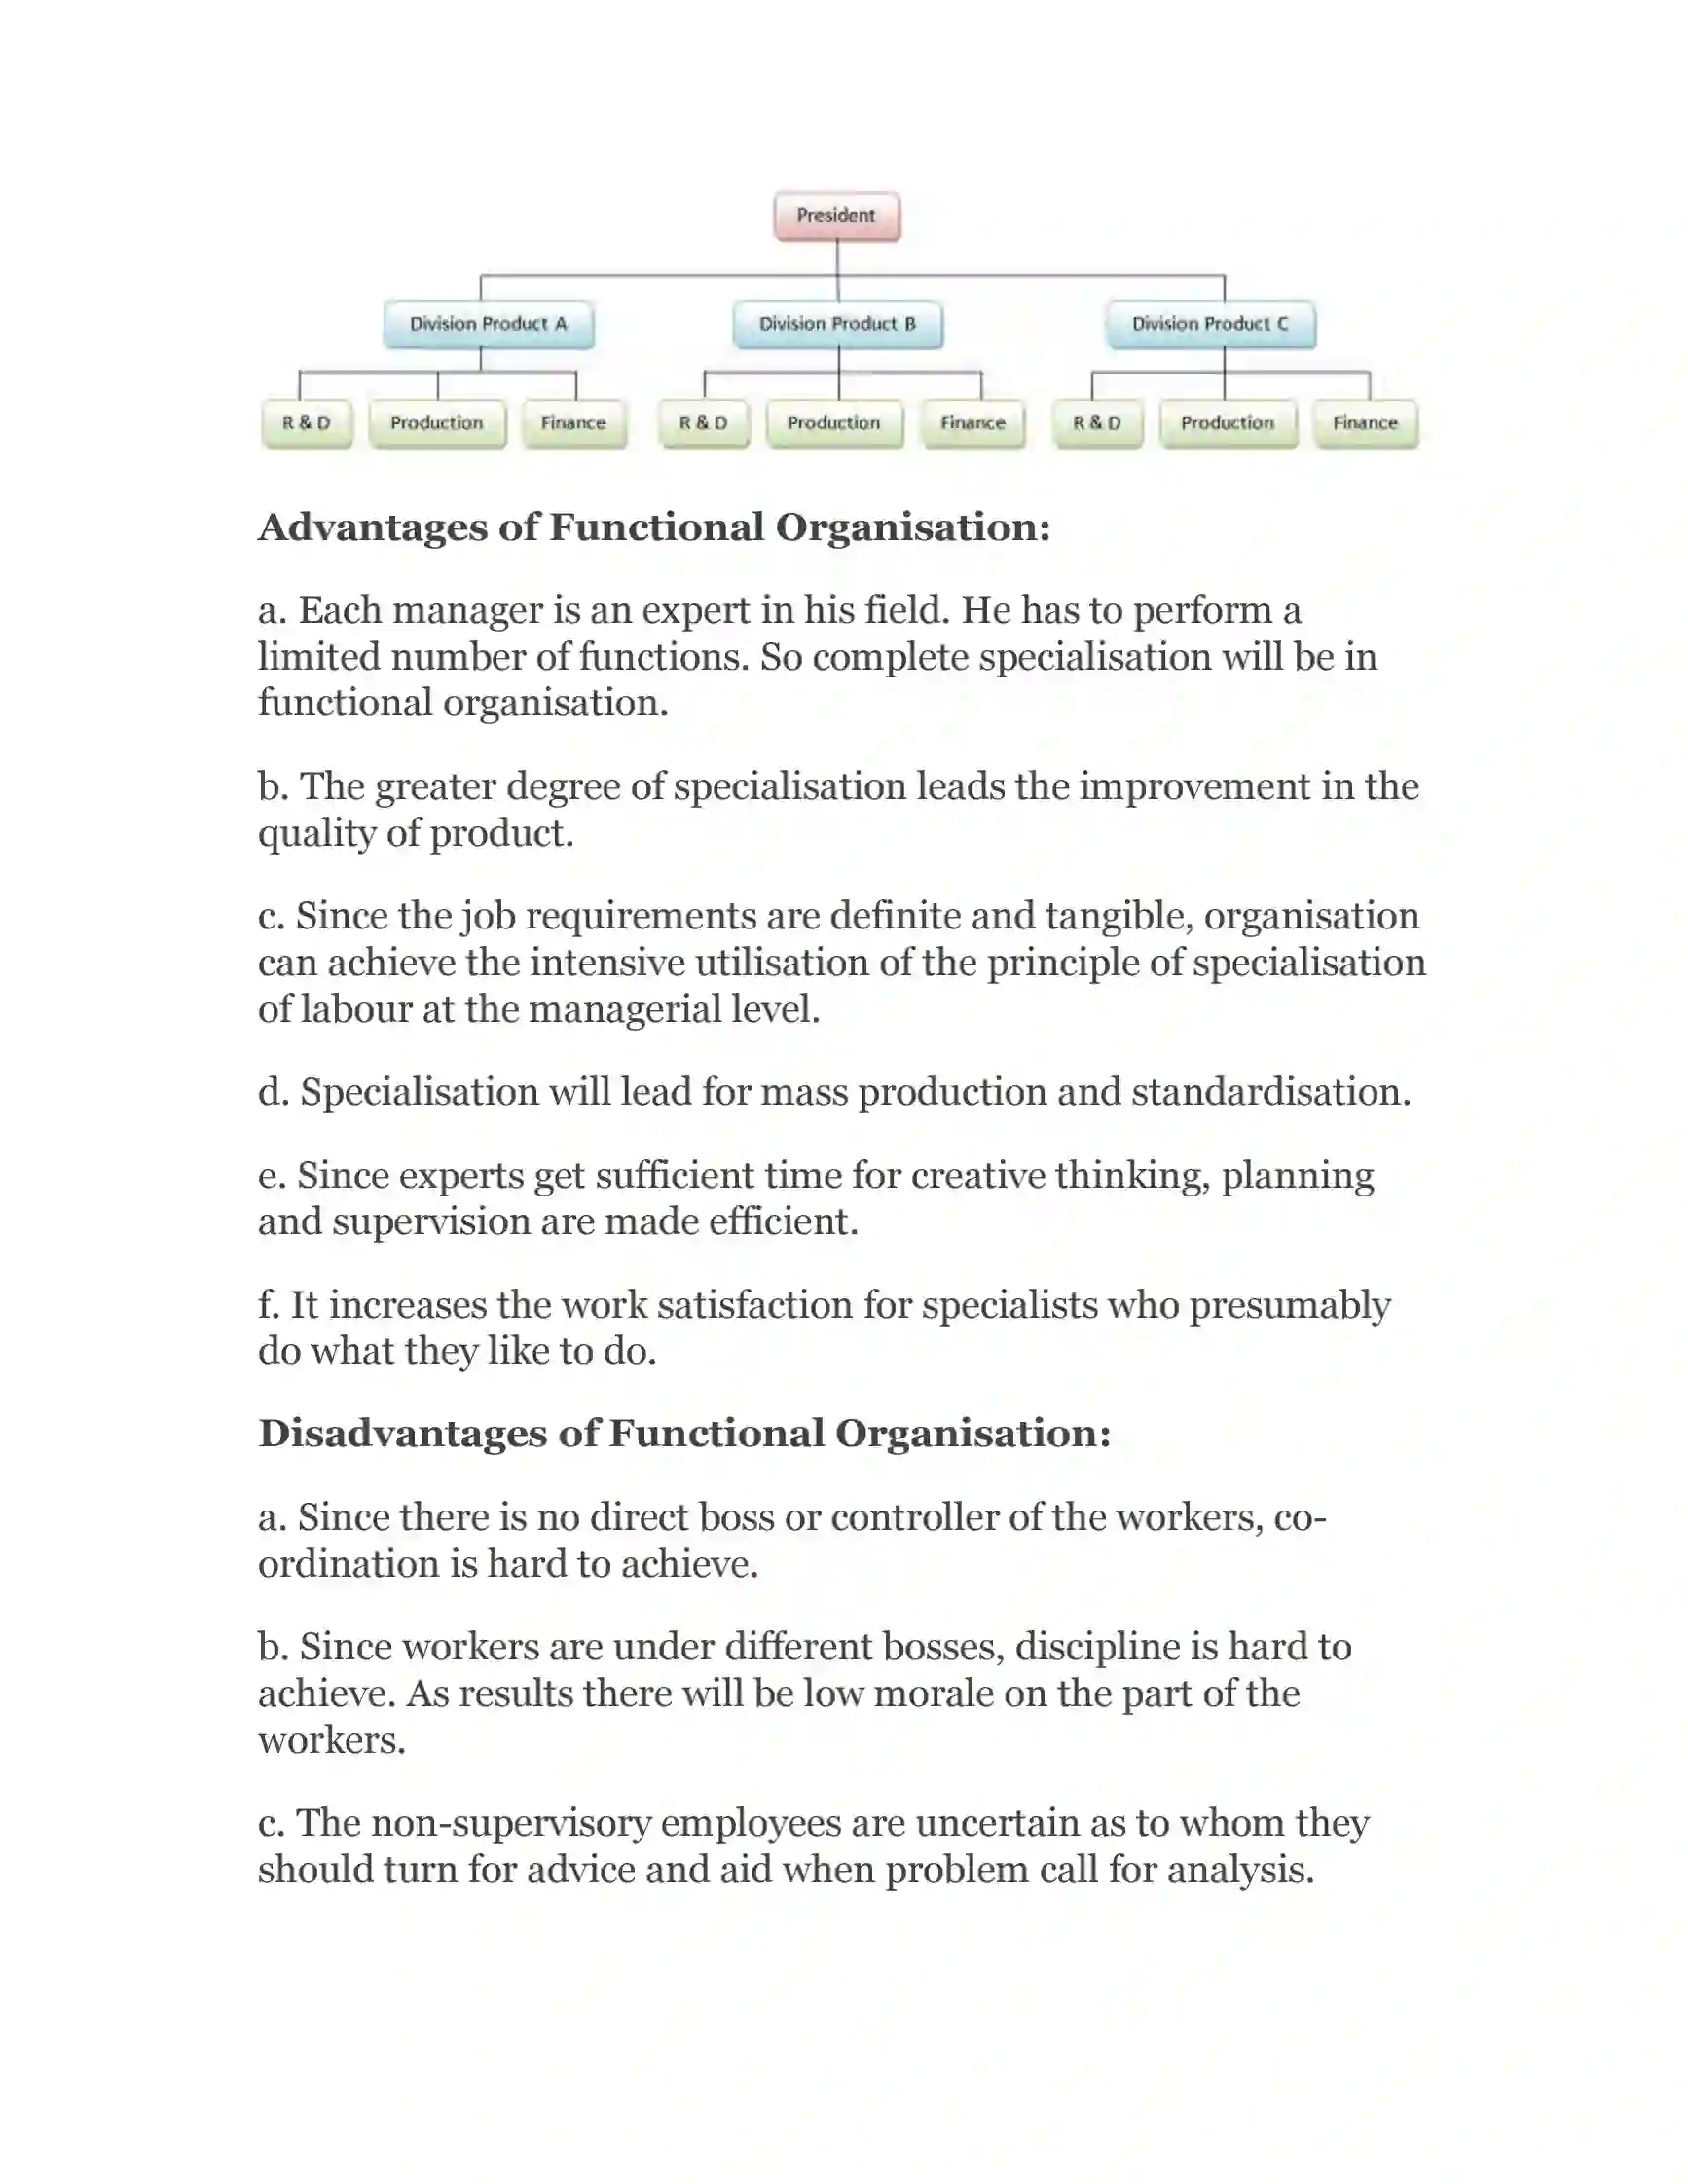 President
Division Product A Division Product B Division Product C
R & D Production Finance R & D Production Finance R & D Production Finance
Advantages of Functional Organisation:
a. Each manager is an expert in his field. He has to perform a
limited number of functions. So complete specialisation will be in
functional organisation.
b. The greater degree of specialisation leads the improvement in the
quality of product.
c. Since the job requirements are definite and tangible, organisation
can achieve the intensive utilisation of the principle of specialisation
of labour at the managerial level.
d. Specialisation will lead for mass production and standardisation.
e. Since experts get sufficient time for creative thinking, planning
and supervision are made efficient.
f. It increases the work satisfaction for specialists who presumably
do what they like to do.
Disadvantages of Functional Organisation:
a. Since there is no direct boss or controller of the workers, co-
ordination is hard to achieve.
b. Since workers are under different bosses, discipline is hard to
achieve. As results there will be low morale on the part of the
workers.
c. The non-supervisory employees are uncertain as to whom they
should turn for advice and aid when problem call for analysis.